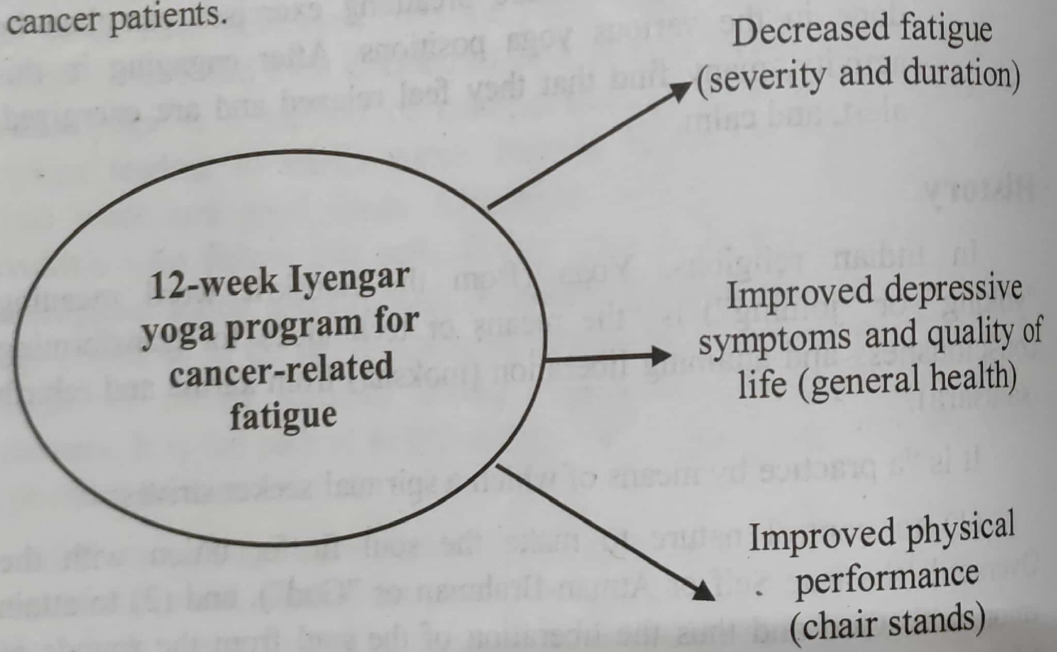 cancer patients.
Decreased fatigue
(severity and duration)
12-week Iyengar
yoga program for
cancer-related
fatigue
Improved depressive
symptoms and quality of
life (general health)
Improved physical
performance
(chair stands)